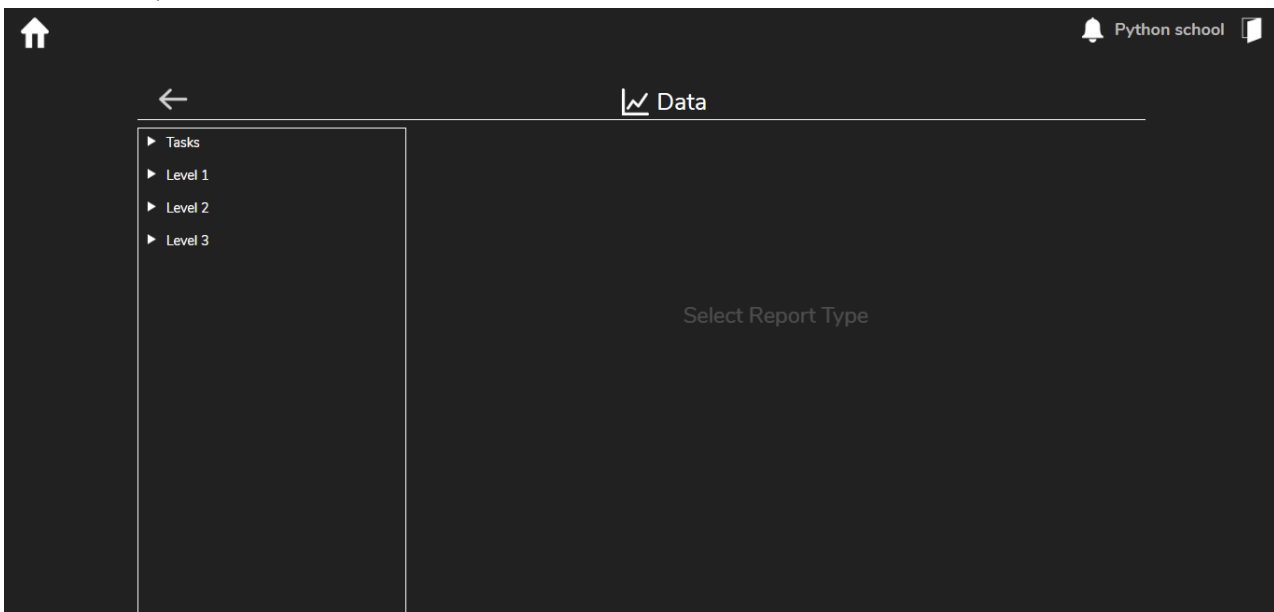 Python school
Data
Tasks
Level 1
Level 2
Level 3
Select Report Type